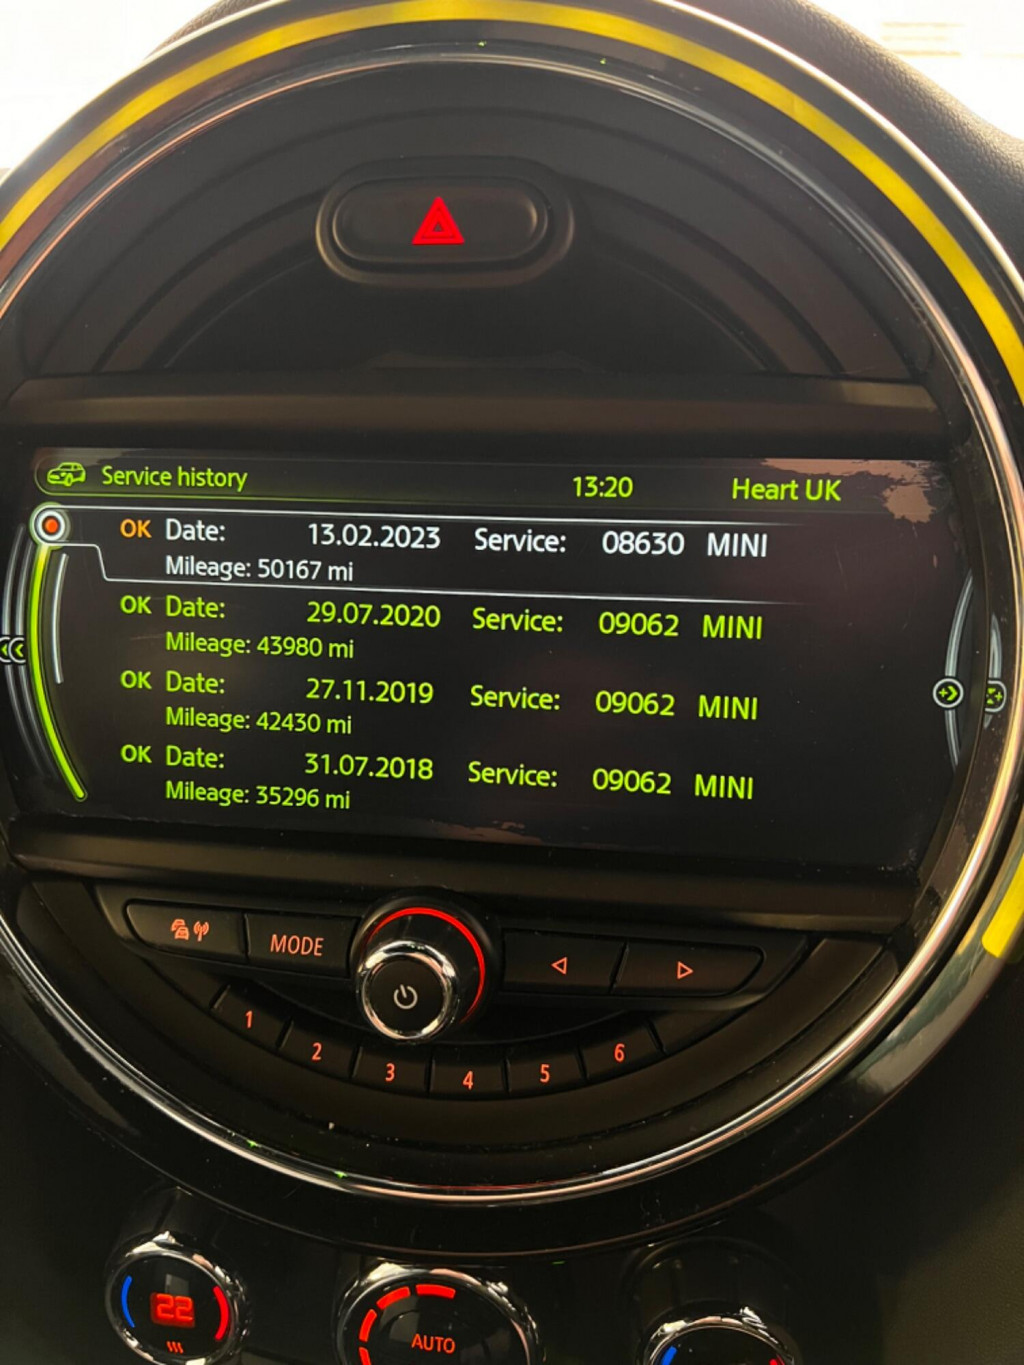 Service history 13:20 Heart UK
OK Date: 13.02.2023 Service: 08630 MINI
Mileage: 50167 mi
OK Date: 29.07.2020 Service: 09062 MINI
Mileage: 43980 mi
OK Date: 27.11.2019 Service: 09062 MINI
Mileage: 42430 mi
OK Date: 31.07.2018 Service: 09062 MINI
Mileage: 35296 mi
MODE
1 2 3 4 5 6
22
AUTO